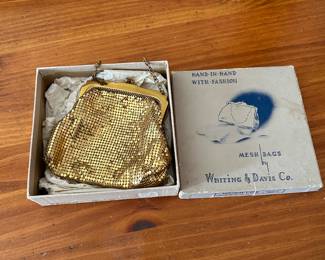 HAND-IN-HAND
WITH-FASHION
MESH BAGS
by
WHITING & DAVIS CO.